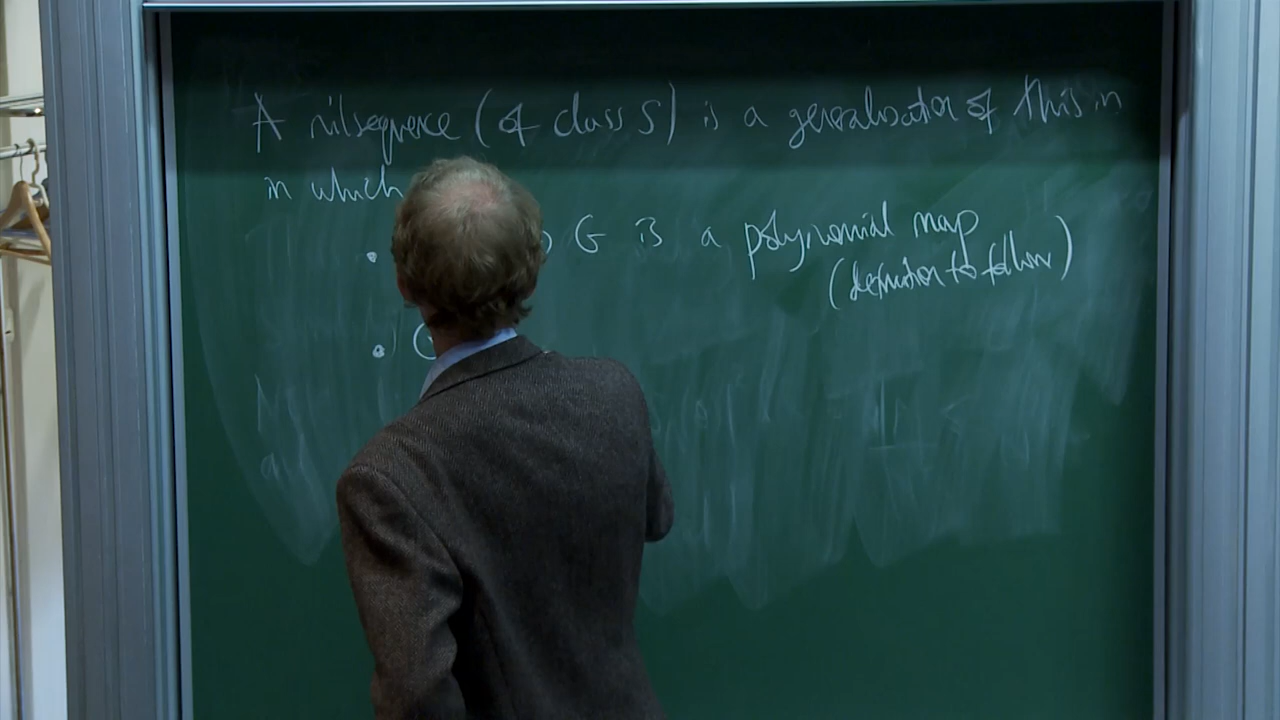 A nilsequence (of class S) is a generalisation of this in
in which
• G is a polynomial map
(definition to follow)
•